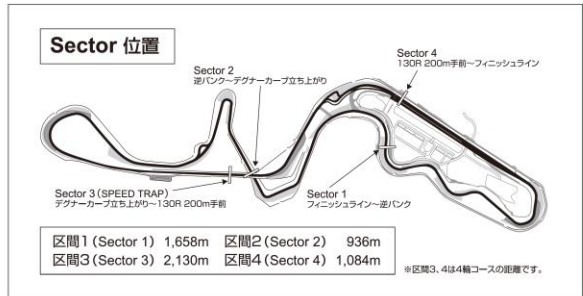 Sector 位置
Sector 4
130R 200m手前～フィニッシュライン
Sector 2
逆バンク～デグナーカーブ立ち上がり
Sector 3 (SPEED TRAP)
デグナーカーブ立ち上がり～130R 200m手前
Sector 1
フィニッシュライン～逆バンク
区間1(Sector 1) 1,658m 区間2(Sector 2) 936m
区間3(Sector 3) 2,130m 区間4(Sector 4) 1,084m
※区間3、4は4輪コースの距離です。